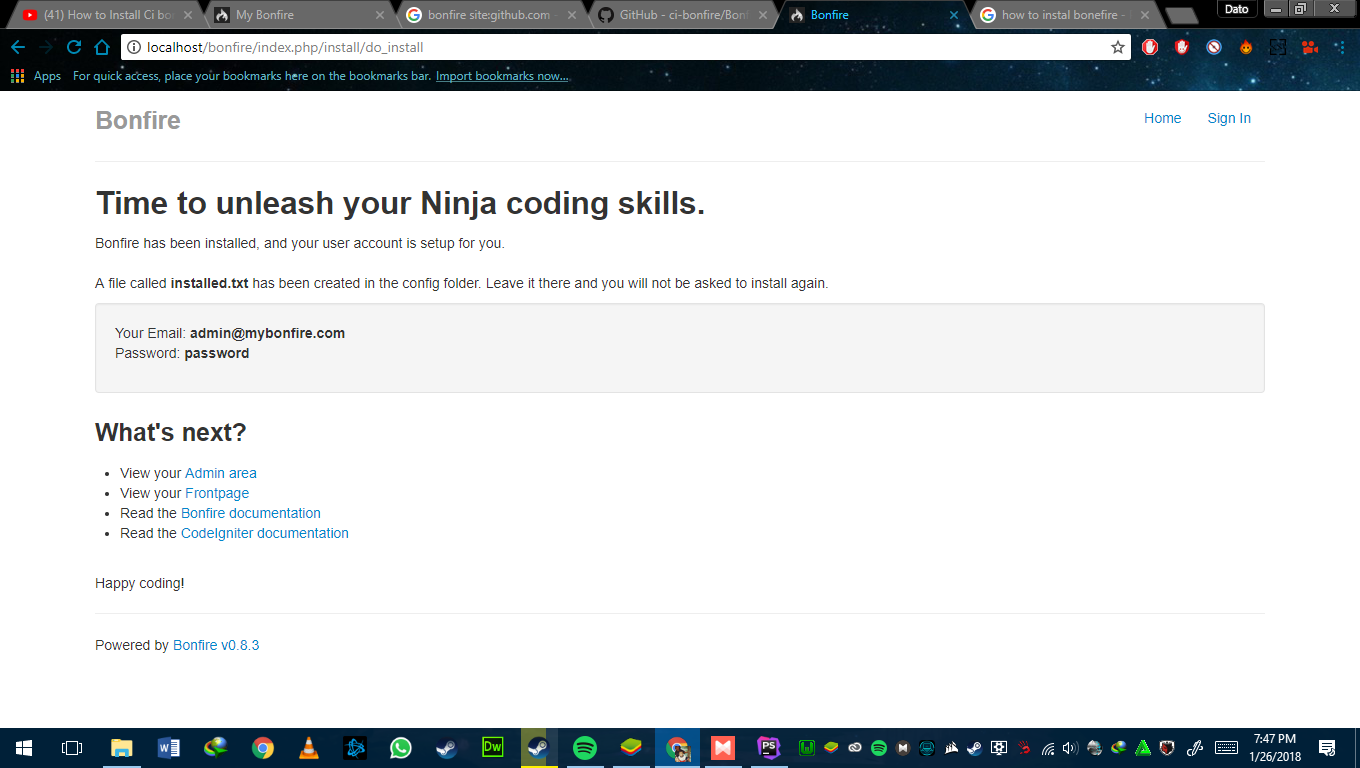 (41) How to Install Ci bo
My Bonfire
bonfire site:github.com -
GitHub - ci-bonfire/Bonf
Bonfire
how to instal bonefire -
Dato
localhost/bonfire/index.php/install/do_install
Apps
For quick access, place your bookmarks here on the bookmarks bar. Import bookmarks now...
Bonfire
Home
Sign In
Time to unleash your Ninja coding skills.
Bonfire has been installed, and your user account is setup for you.
A file called installed.txt has been created in the config folder. Leave it there and you will not be asked to install again.
Your Email: admin@mybonfire.com
Password: password
What's next?
View your Admin area
View your Frontpage
Read the Bonfire documentation
Read the CodeIgniter documentation
Happy coding!
Powered by Bonfire v0.8.3
Dw
PS
7:47 PM
1/26/2018